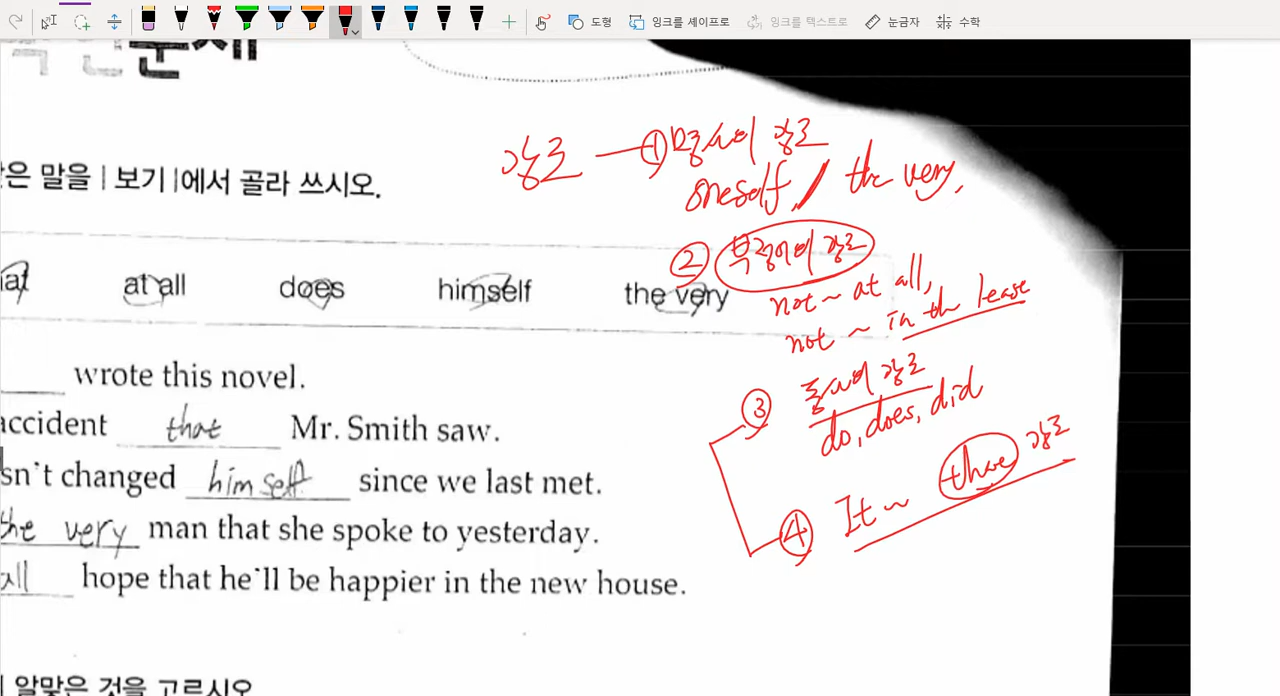 도형 잉크를 셰이프로 잉크를 텍스트로 눈금자 수학
확인문제
은 말을 |보기|에서 골라 쓰시오.
at all does himself the very
wrote this novel.
accident that Mr. Smith saw.
sn't changed himself since we last met.
the very man that she spoke to yesterday.
all hope that he'll be happier in the new house.
알맞은 것을 고르시오
강조 ① 명사의 강조
oneself, / the very,
② 부정어의 강조
not ~ at all,
not ~ in the lease
③ 동사의 강조
do, does, did
④ It ~ that 강조